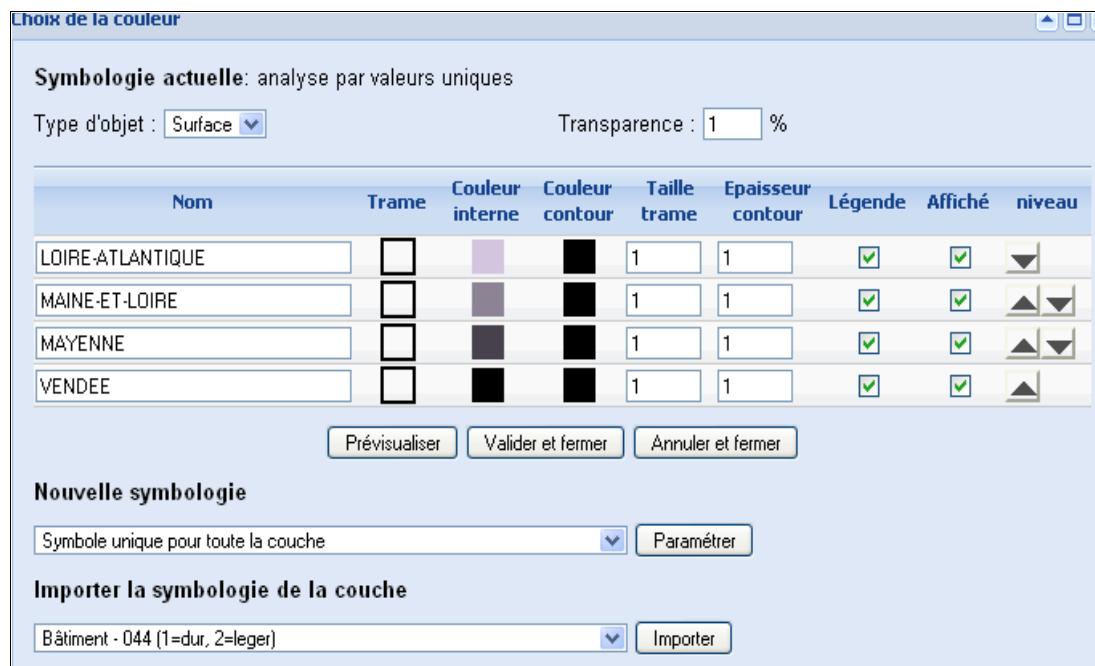 Choix de la couleur
Symbologie actuelle: analyse par valeurs uniques
Type d'objet : Surface Transparence : 1 %
Nom Trame Couleur interne Couleur contour Taille trame Epaisseur contour Légende Affiché niveau
LOIRE-ATLANTIQUE 1 1
MAINE-ET-LOIRE 1 1
MAYENNE 1 1
VENDEE 1 1
Prévisualiser Valider et fermer Annuler et fermer
Nouvelle symbologie
Symbole unique pour toute la couche Paramétrer
Importer la symbologie de la couche
Bâtiment - 044 (1=dur, 2=leger) Importer